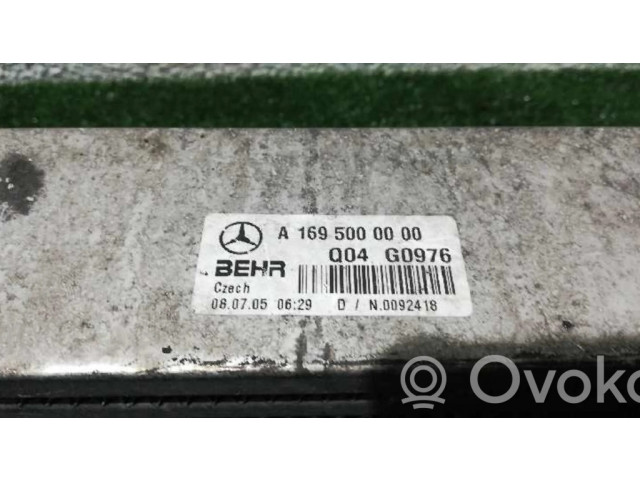 A 169 500 00 00
Q04 G0976
BEHR
Czech
08.07.05 06:29 D / N.0092418
© Ovoko